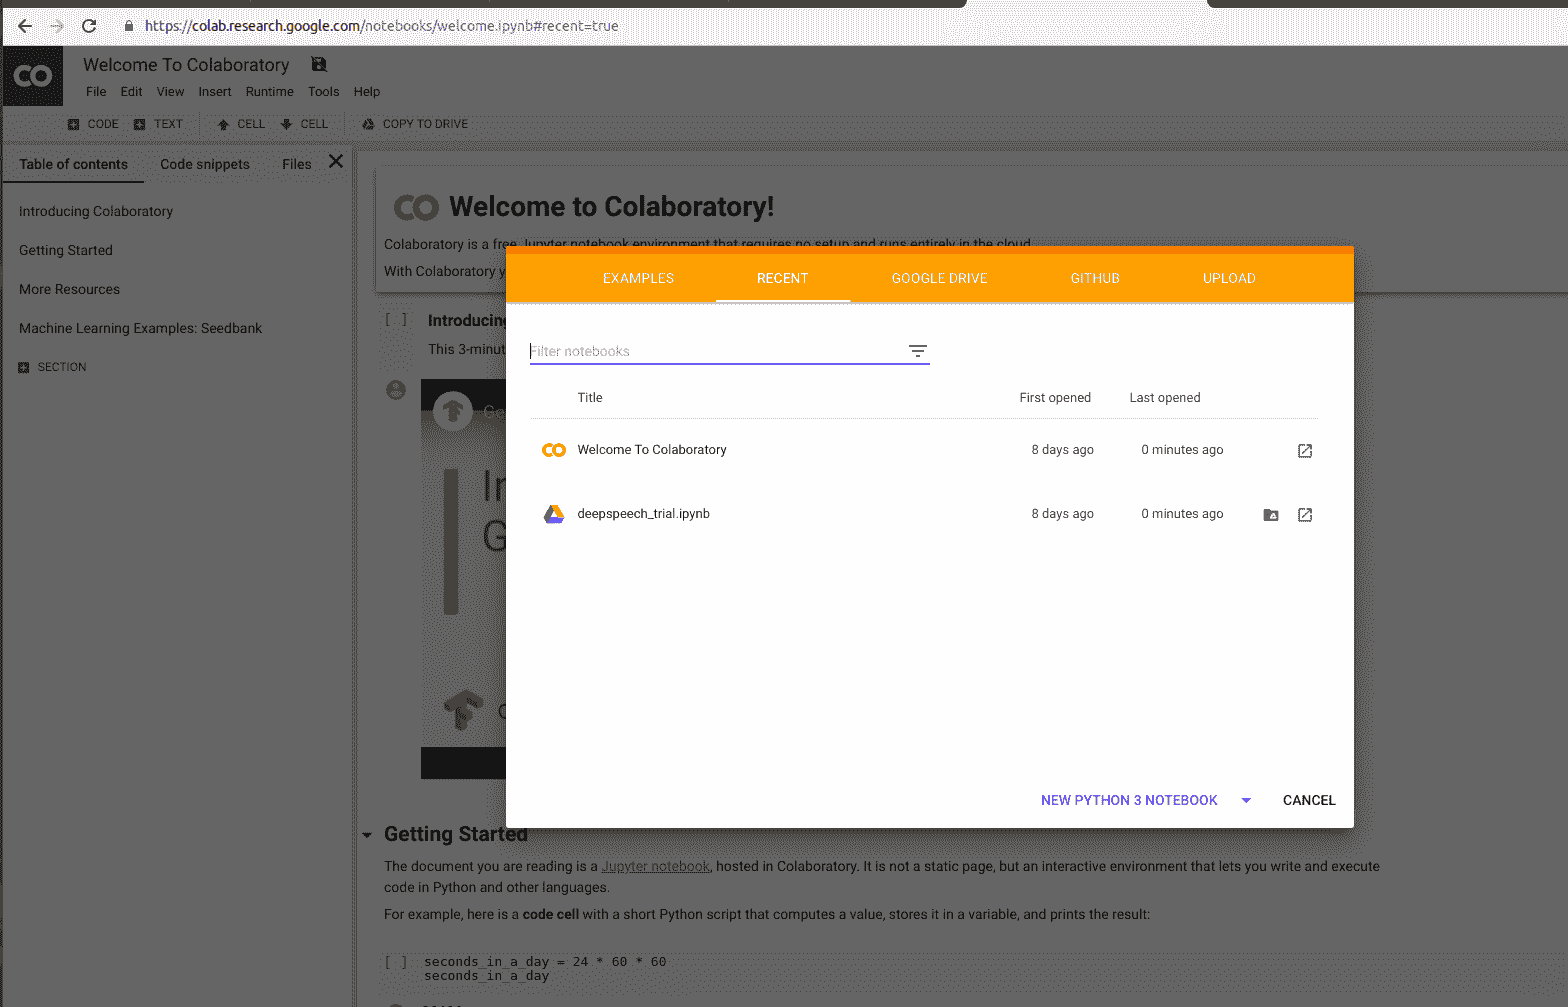 https://colab.research.google.com/notebooks/welcome.ipynb#recent=true
CO Welcome To Colaboratory
File Edit View Insert Runtime Tools Help
CODE TEXT CELL CELL COPY TO DRIVE
Table of contents Code snippets Files
Introducing Colaboratory
Getting Started
More Resources
Machine Learning Examples: Seedbank
SECTION
CO Welcome to Colaboratory!
Colaboratory is a free Jupyter notebook environment that requires no setup and runs entirely in the cloud.
With Colaboratory y
[ ] Introducing
This 3-minut
Ge
In
G
EXAMPLES RECENT GOOGLE DRIVE GITHUB UPLOAD
Filter notebooks
Title First opened Last opened
CO Welcome To Colaboratory 8 days ago 0 minutes ago
deepspeech_trial.ipynb 8 days ago 0 minutes ago
NEW PYTHON 3 NOTEBOOK CANCEL
Getting Started
The document you are reading is a Jupyter notebook, hosted in Colaboratory. It is not a static page, but an interactive environment that lets you write and execute
code in Python and other languages.
For example, here is a code cell with a short Python script that computes a value, stores it in a variable, and prints the result:
[ ] seconds_in_a_day = 24 * 60 * 60
seconds_in_a_day